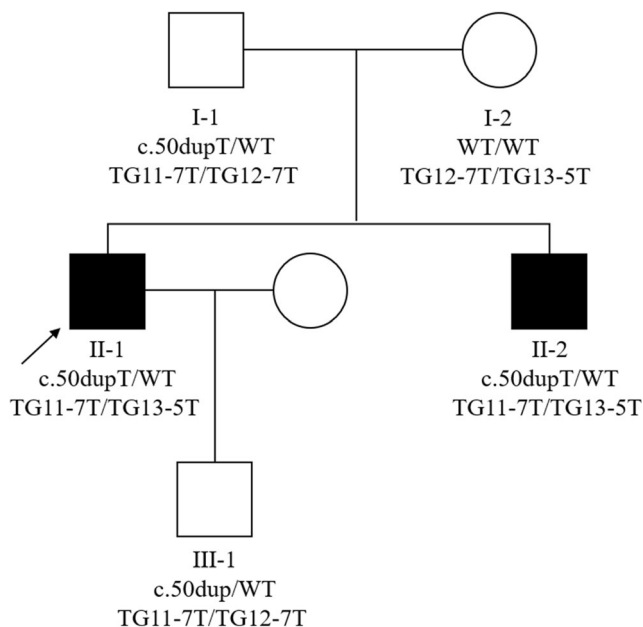 I-1
c.50dupT/WT
TG11-7T/TG12-7T
I-2
WT/WT
TG12-7T/TG13-5T
II-1
c.50dupT/WT
TG11-7T/TG13-5T
II-2
c.50dupT/WT
TG11-7T/TG13-5T
III-1
c.50dup/WT
TG11-7T/TG12-7T